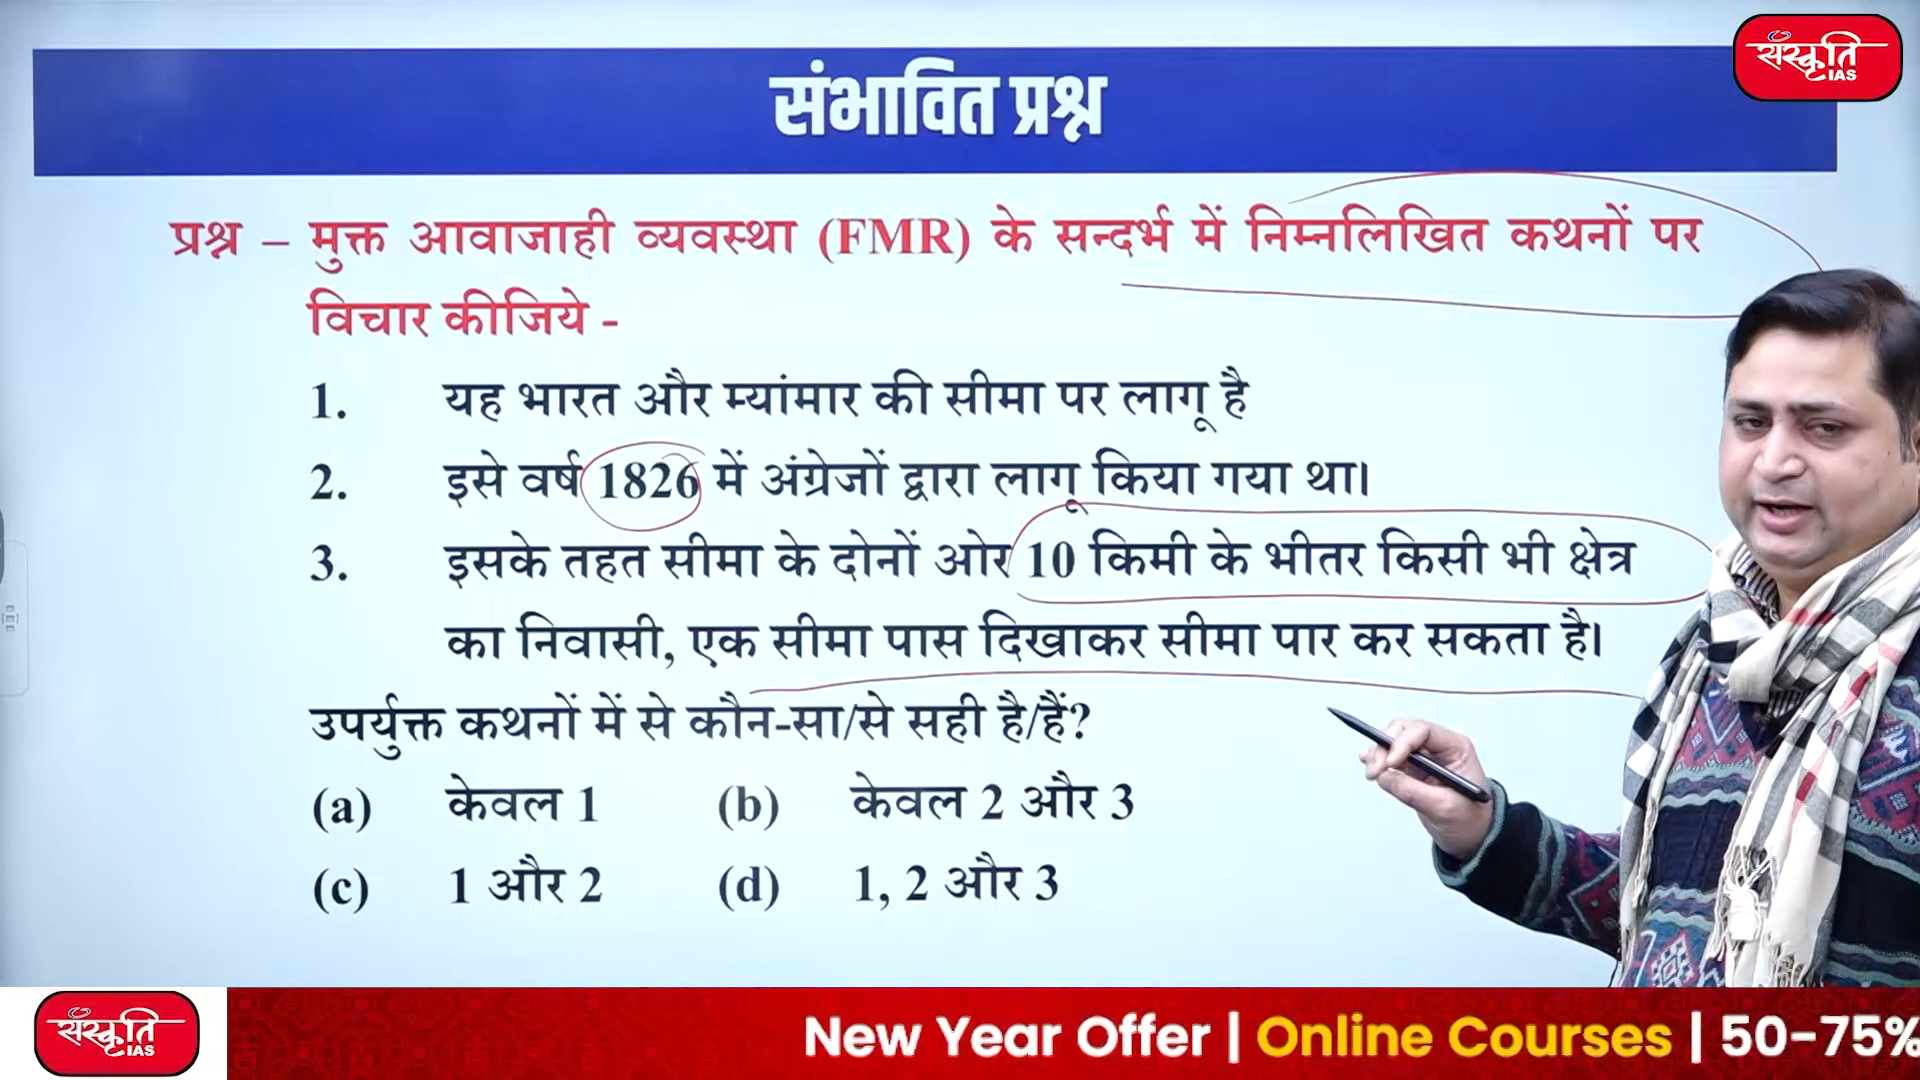 संस्कृति
IAS
संभावित प्रश्न
प्रश्न – मुक्त आवाजाही व्यवस्था (FMR) के सन्दर्भ में निम्नलिखित कथनों पर
विचार कीजिये -
1. यह भारत और म्यांमार की सीमा पर लागू है
2. इसे वर्ष 1826 में अंग्रेजों द्वारा लागू किया गया था।
3. इसके तहत सीमा के दोनों ओर 10 किमी के भीतर किसी भी क्षेत्र
का निवासी, एक सीमा पास दिखाकर सीमा पार कर सकता है।
उपर्युक्त कथनों में से कौन-सा/से सही है/हैं?
(a) केवल 1 (b) केवल 2 और 3
(c) 1 और 2 (d) 1, 2 और 3
संस्कृति
IAS
New Year Offer | Online Courses | 50-75%